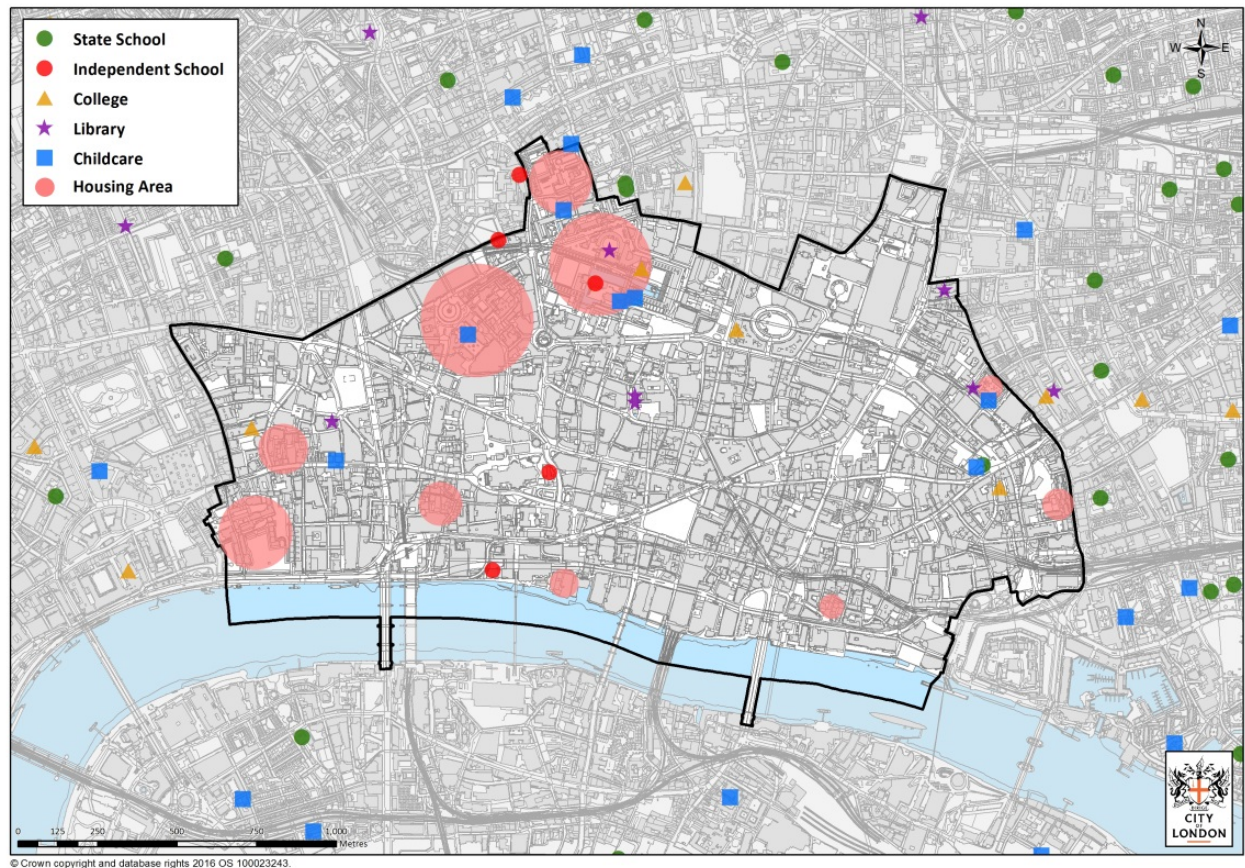 State School
Independent School
College
Library
Childcare
Housing Area
N
W E
S
0 125 250 500 750 1,000
Metres
CITY
OF
LONDON
© Crown copyright and database rights 2016 OS 100023243.